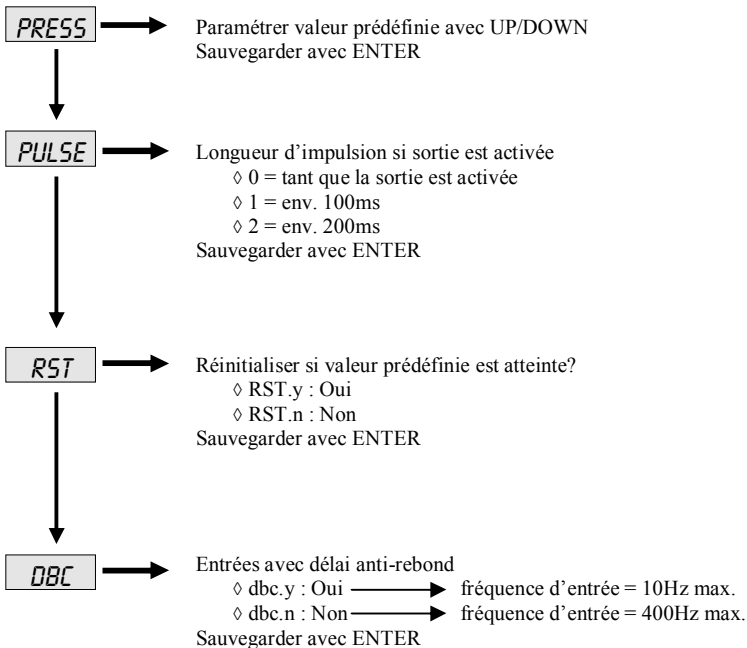 PRESS
Paramétrer valeur prédéfinie avec UP/DOWN
Sauvegarder avec ENTER
PULSE
Longueur d’impulsion si sortie est activée
◊ 0 = tant que la sortie est activée
◊ 1 = env. 100ms
◊ 2 = env. 200ms
Sauvegarder avec ENTER
RST
Réinitialiser si valeur prédéfinie est atteinte?
◊ RST.y : Oui
◊ RST.n : Non
Sauvegarder avec ENTER
DBC
Entrées avec délai anti-rebond
◊ dbc.y : Oui fréquence d’entrée = 10Hz max.
◊ dbc.n : Non fréquence d’entrée = 400Hz max.
Sauvegarder avec ENTER